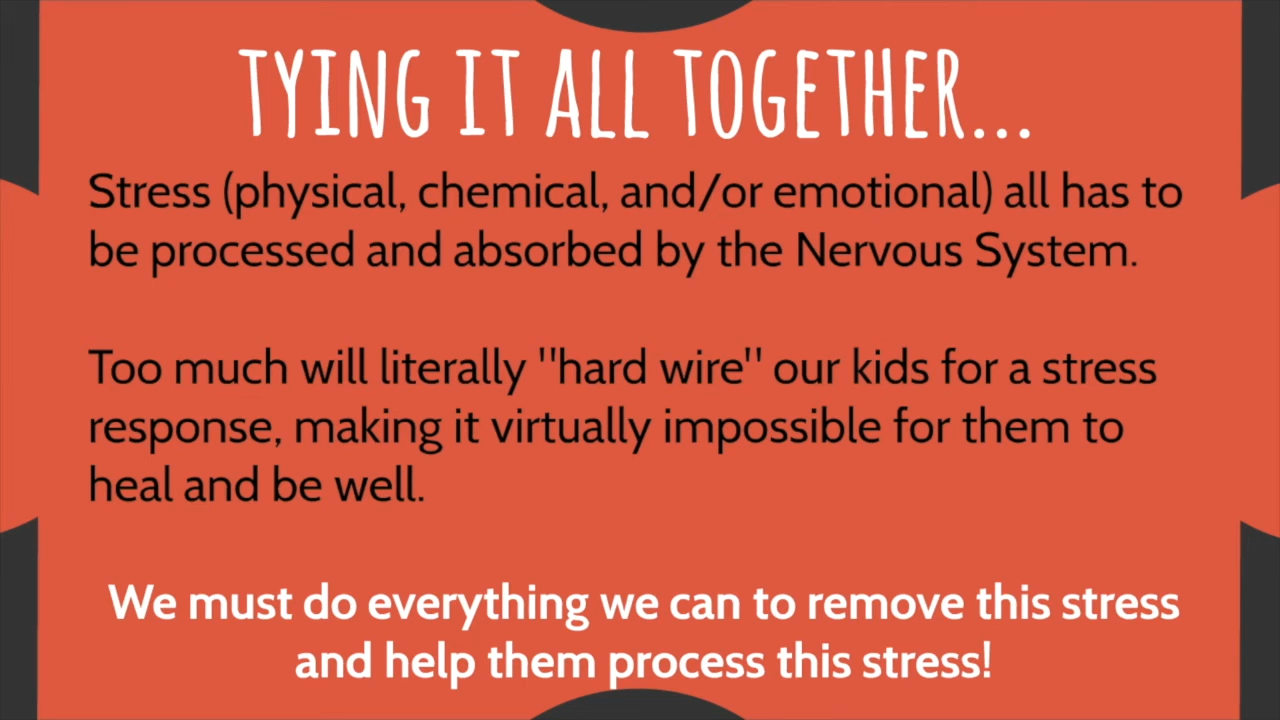 TYING IT ALL TOGETHER...
Stress (physical, chemical, and/or emotional) all has to
be processed and absorbed by the Nervous System.
Too much will literally "hard wire" our kids for a stress
response, making it virtually impossible for them to
heal and be well.
We must do everything we can to remove this stress
and help them process this stress!